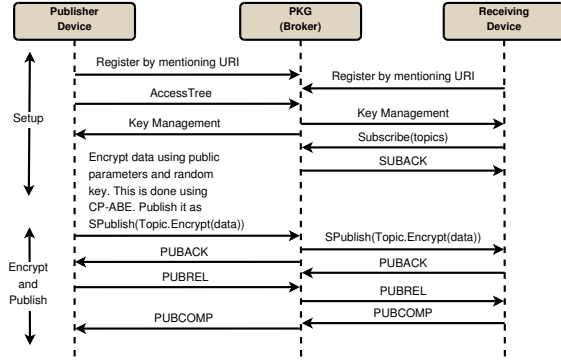 Publisher
Device
PKG
(Broker)
Receiving
Device
Register by mentioning URI
Register by mentioning URI
AccessTree
Key Management
Key Management
Setup
Subscribe(topics)
SUBACK
Encrypt data using public
parameters and random
key. This is done using
CP-ABE. Publish it as
SPublish(Topic.Encrypt(data))
SPublish(Topic.Encrypt(data))
PUBACK
PUBACK
Encrypt
and
Publish
PUBREL
PUBREL
PUBCOMP
PUBCOMP